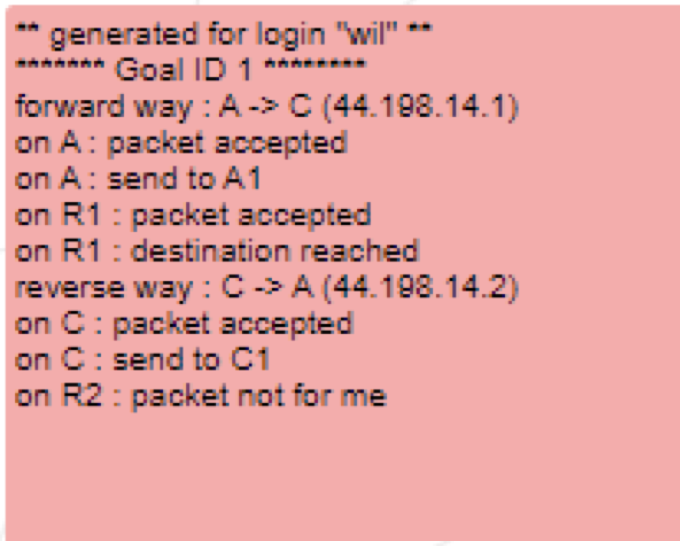 ** generated for login "wil" **
******* Goal ID 1 ********
forward way : A -> C (44.198.14.1)
on A : packet accepted
on A : send to A1
on R1 : packet accepted
on R1 : destination reached
reverse way : C -> A (44.198.14.2)
on C : packet accepted
on C : send to C1
on R2 : packet not for me